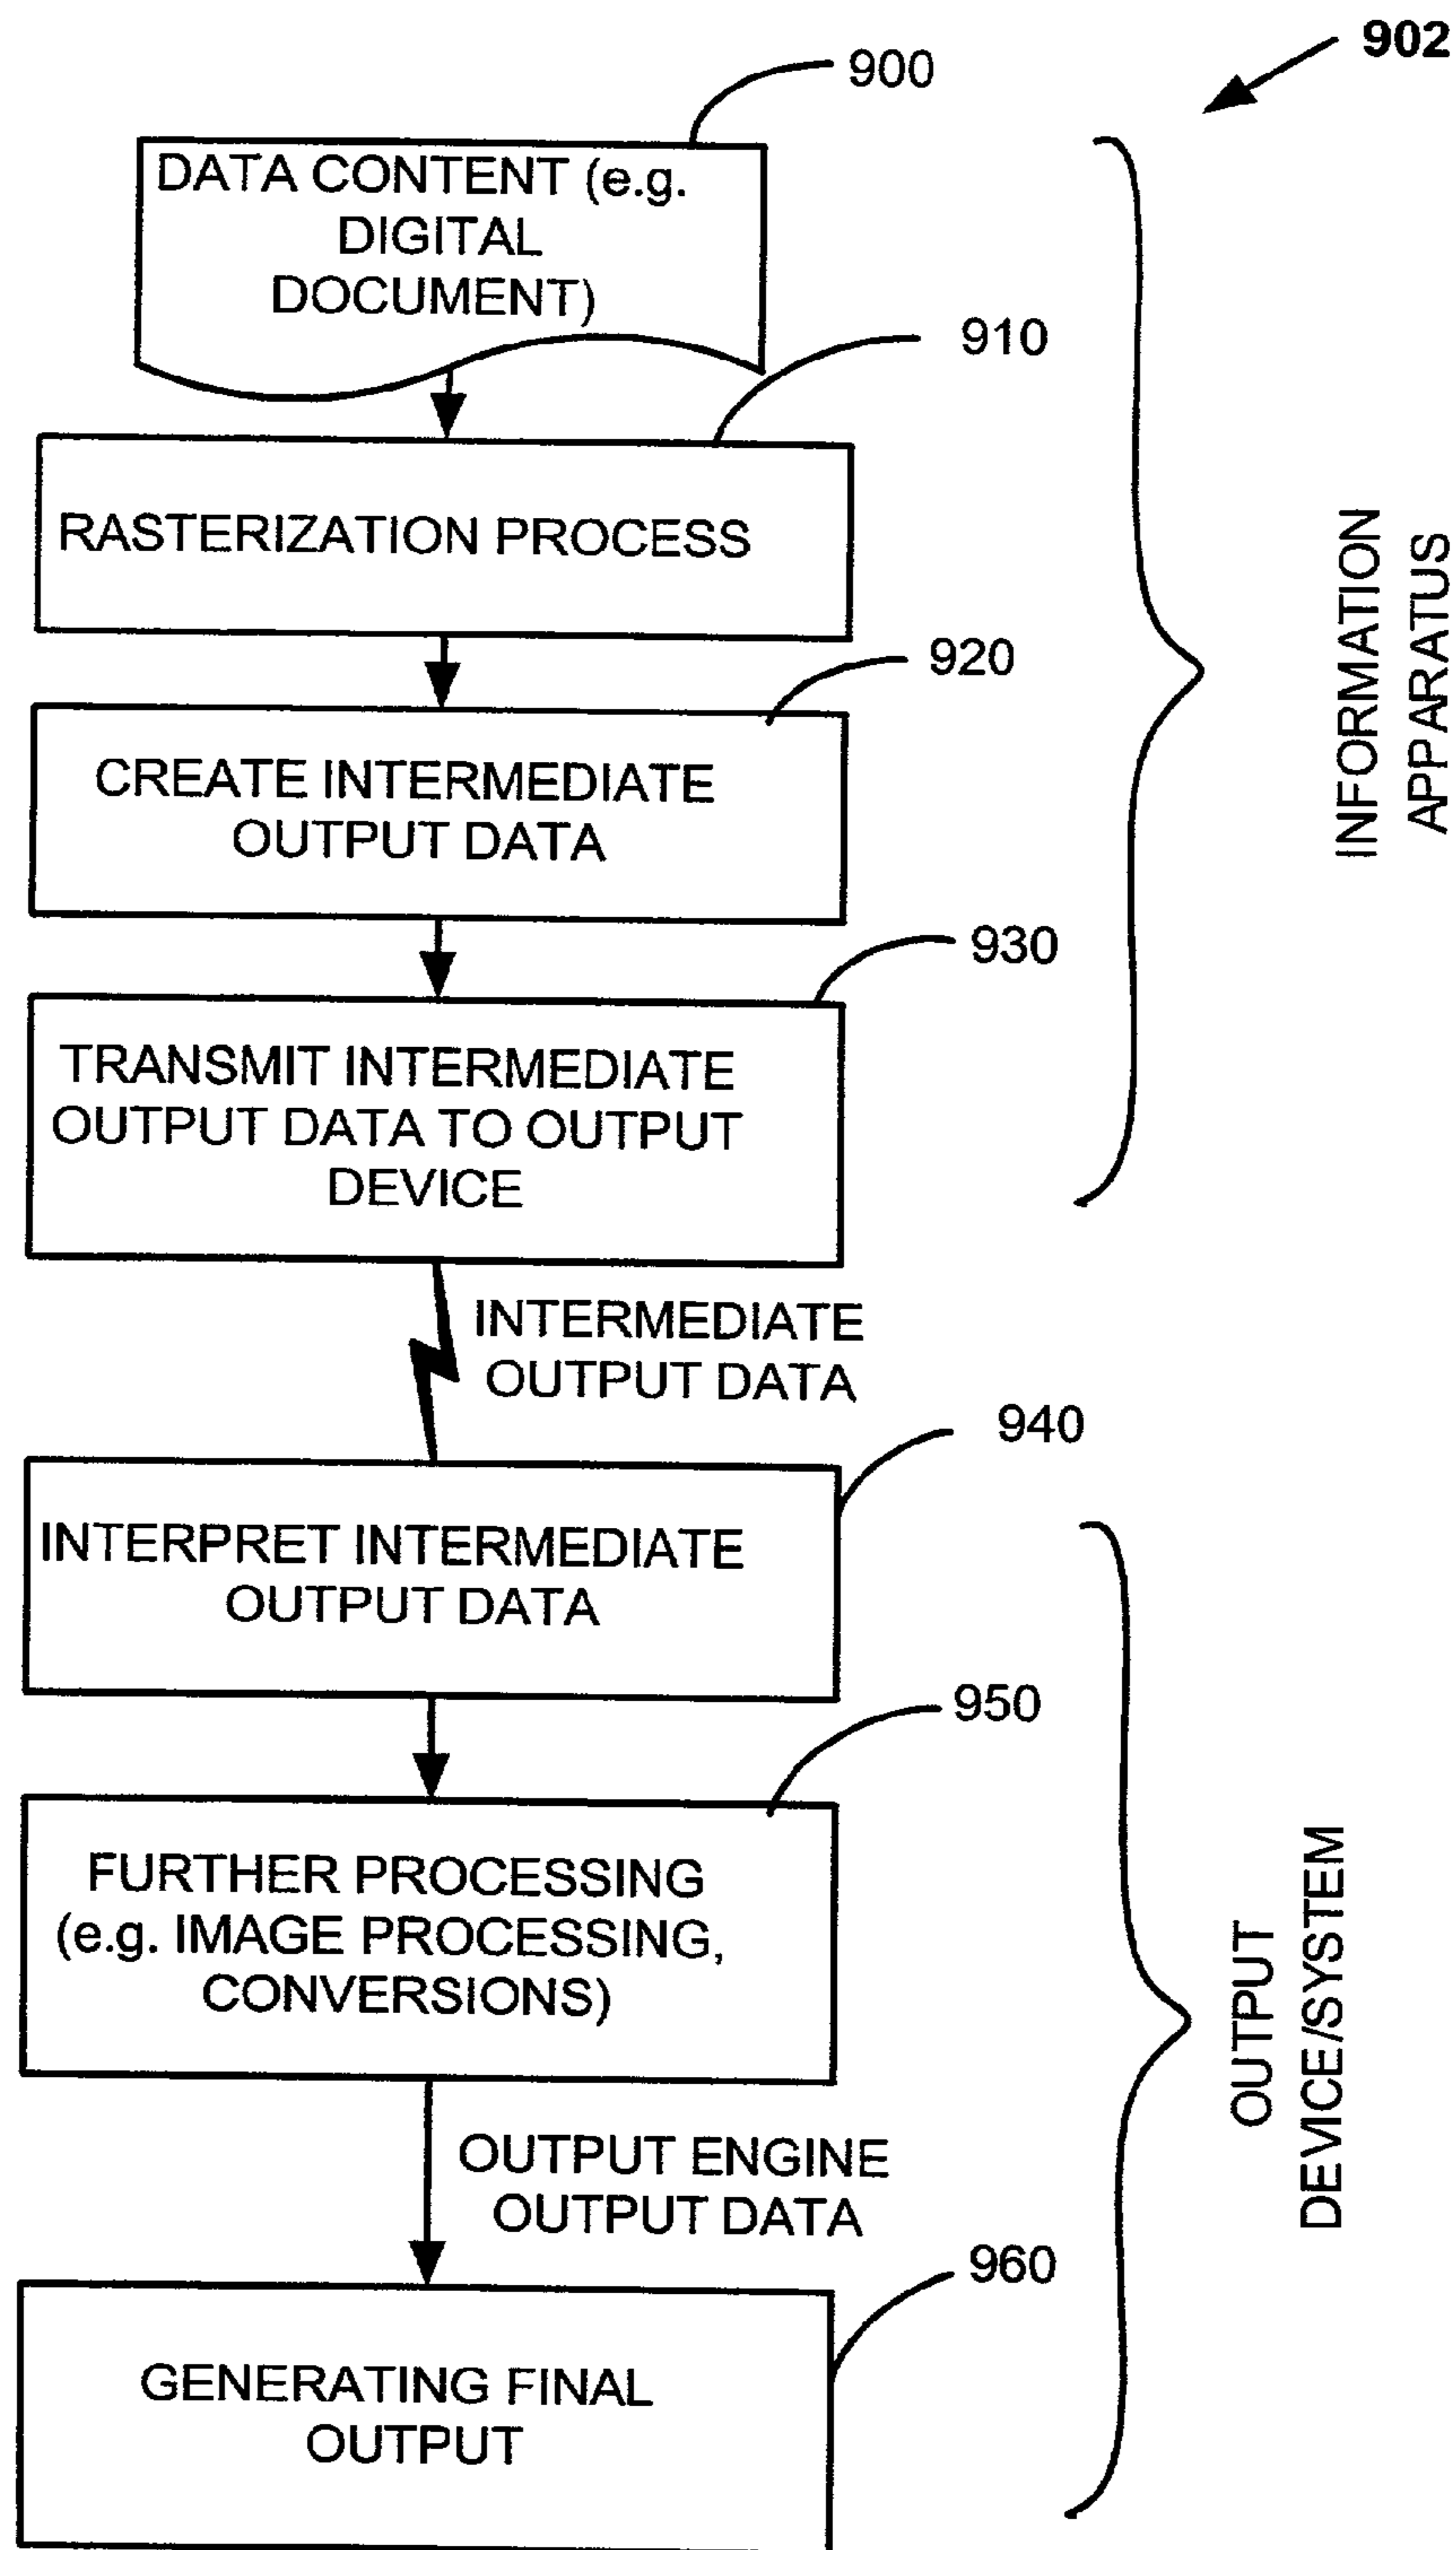 902
900
DATA CONTENT (e.g.
DIGITAL
DOCUMENT)
910
RASTERIZATION PROCESS
920
CREATE INTERMEDIATE
OUTPUT DATA
930
TRANSMIT INTERMEDIATE
OUTPUT DATA TO OUTPUT
DEVICE
INFORMATION
APPARATUS
INTERMEDIATE
OUTPUT DATA
940
INTERPRET INTERMEDIATE
OUTPUT DATA
950
FURTHER PROCESSING
(e.g. IMAGE PROCESSING,
CONVERSIONS)
OUTPUT ENGINE
OUTPUT DATA
960
GENERATING FINAL
OUTPUT
OUTPUT
DEVICE/SYSTEM